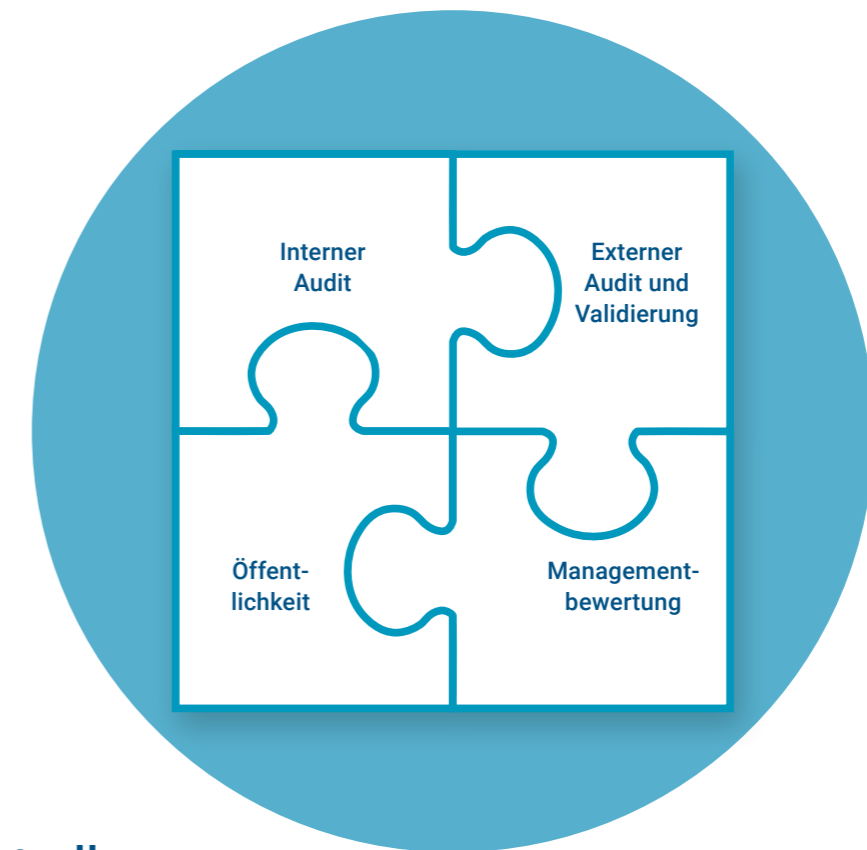 Interner
Audit
Externer
Audit und
Validierung
Öffent-
lichkeit
Management-
bewertung